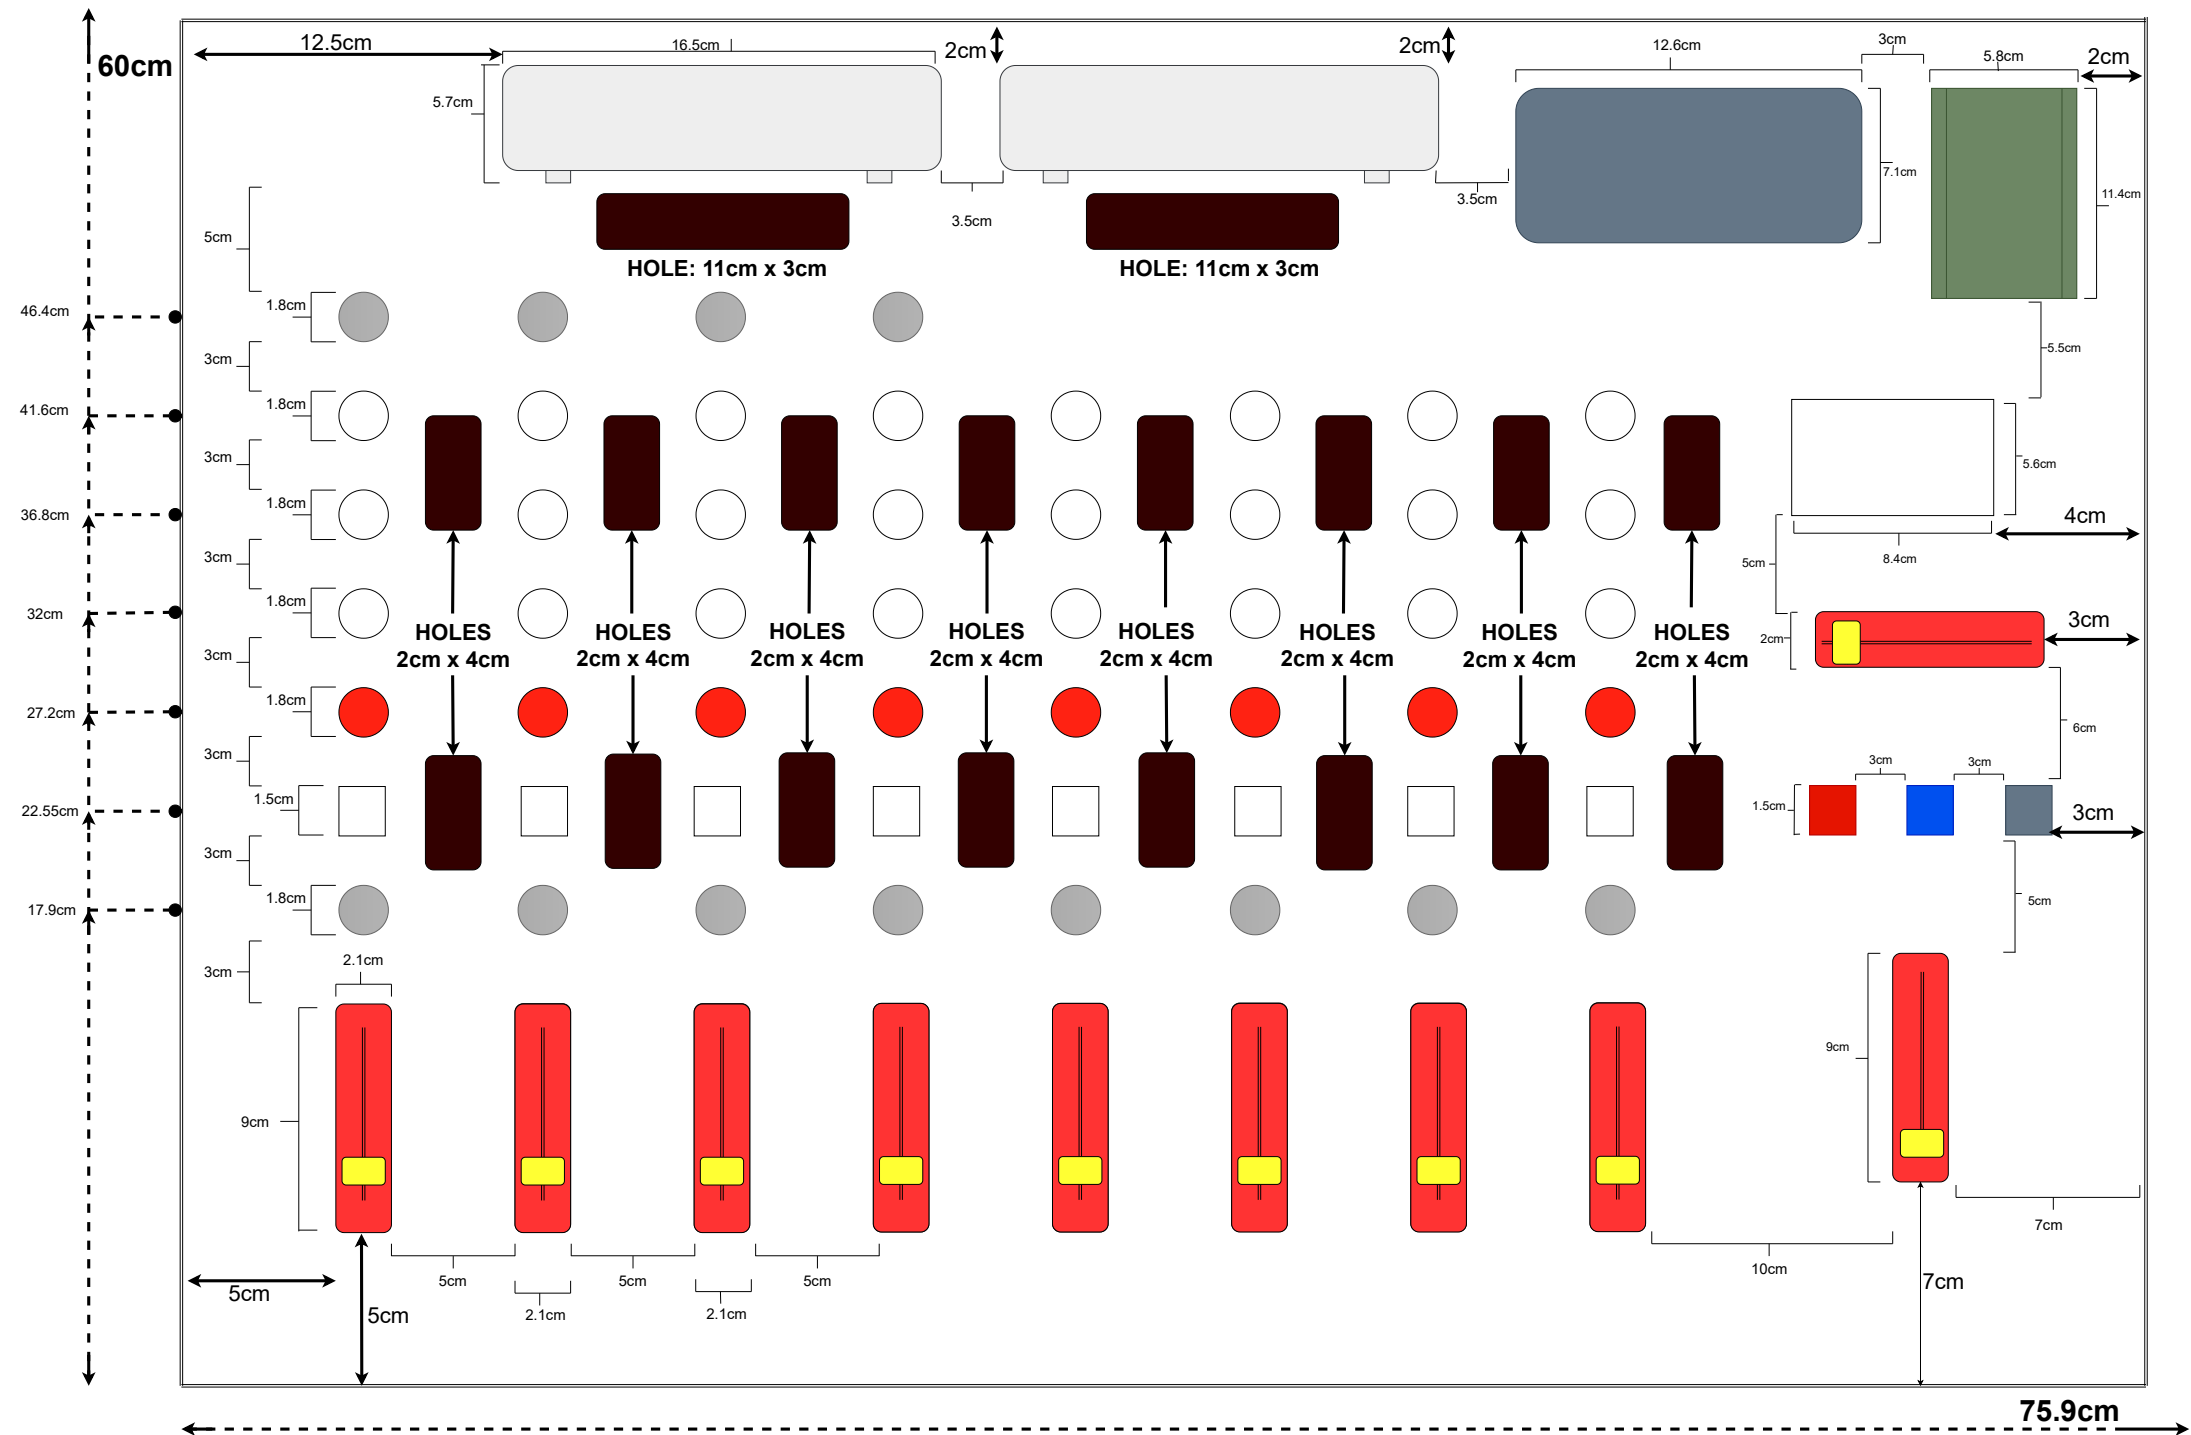 60cm
12.5cm
16.5cm
2cm
2cm
12.6cm
3cm
5.8cm
2cm
5.7cm
7.1cm
11.4cm
3.5cm
3.5cm
5cm
HOLE: 11cm x 3cm
HOLE: 11cm x 3cm
46.4cm
1.8cm
3cm
5.5cm
41.6cm
1.8cm
3cm
5.6cm
36.8cm
1.8cm
4cm
3cm
8.4cm
5cm
32cm
1.8cm
3cm
HOLES
2cm x 4cm
HOLES
2cm x 4cm
HOLES
2cm x 4cm
HOLES
2cm x 4cm
HOLES
2cm x 4cm
HOLES
2cm x 4cm
HOLES
2cm x 4cm
HOLES
2cm x 4cm
2cm
3cm
27.2cm
1.8cm
6cm
3cm
3cm
3cm
22.55cm
1.5cm
1.5cm
3cm
3cm
17.9cm
1.8cm
5cm
3cm
2.1cm
9cm
9cm
7cm
5cm
5cm
5cm
5cm
5cm
2.1cm
2.1cm
10cm
7cm
75.9cm